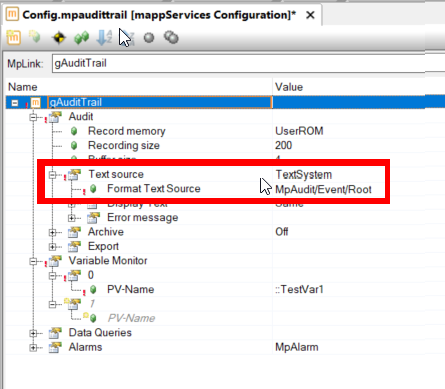 Config.mpaudittrail [mappServices Configuration]* X
MpLink: gAuditTrail
Name Value
gAuditTrail
Audit
Record memory UserROM
Recording size 200
Buffer size
Text source TextSystem
Format Text Source MpAudit/Event/Root
Display Text Same
Error message
Archive Off
Export
Variable Monitor
0
PV-Name ::TestVar1
1
PV-Name
Data Queries
Alarms MpAlarm